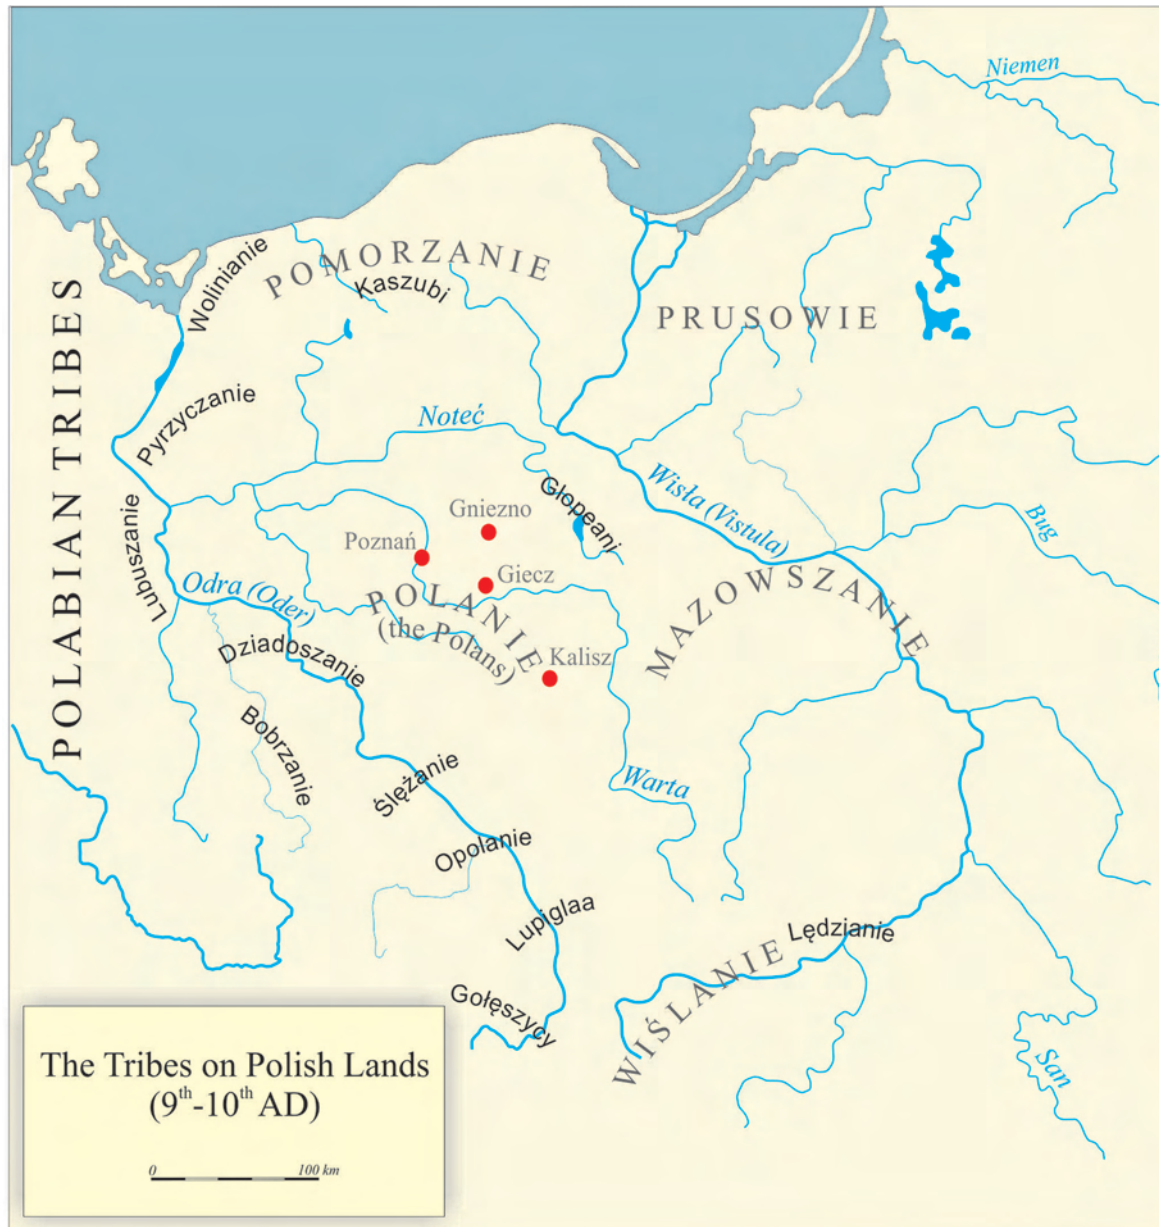 Niemen
Wolinianie
POMORZANIE
Kaszubi
PRUSOWIE
POLABIAN TRIBES
Pyrzyczanie
Noteć
Wisła (Vistula)
Głopeani
Gniezno
Bug
Lubuszanie
Poznań
Giecz
Odra (Oder)
POLANIE
(the Polans)
MAZOWSZANIE
Dziadoszanie
Kalisz
Bobrzanie
Ślężanie
Warta
Opolanie
Lupiglaa
Lędzianie
Gołęszycy
WIŚLANIE
San
The Tribes on Polish Lands
(9th-10th AD)
0 100 km